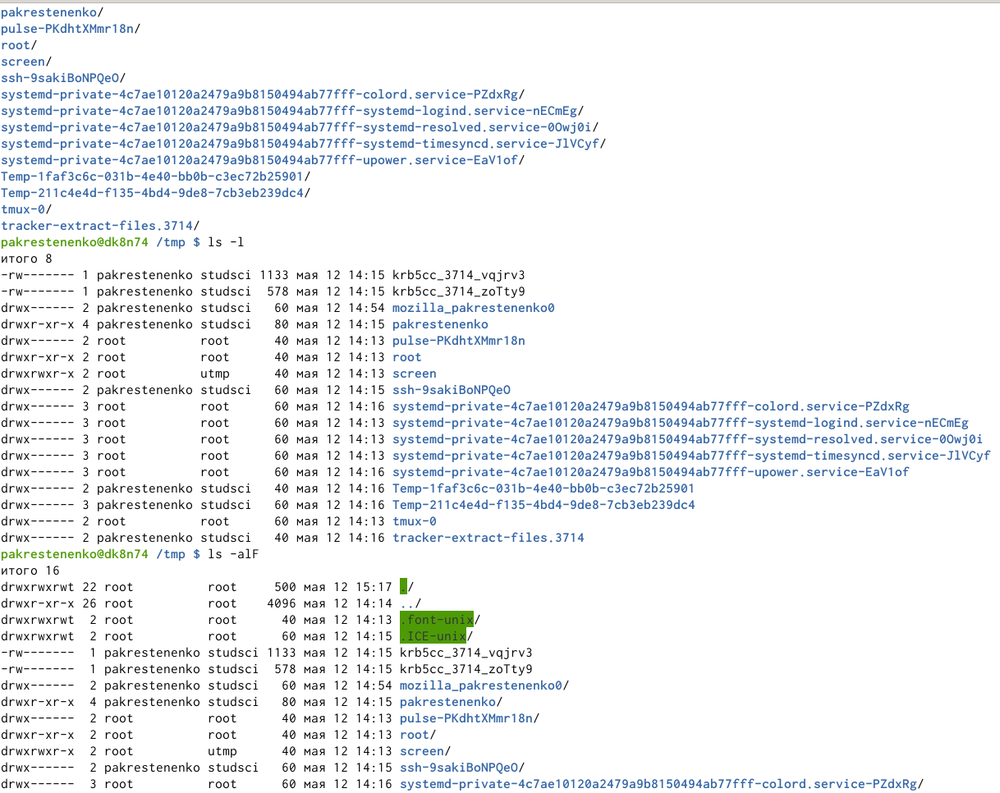 pakrestenenko/
pulse-PKdhtXMmr18n/
root/
screen/
ssh-9sakiBoNPQeO/
systemd-private-4c7ae10120a2479a9b8150494ab77fff-colord.service-PZdxRg/
systemd-private-4c7ae10120a2479a9b8150494ab77fff-systemd-logind.service-nECmEg/
systemd-private-4c7ae10120a2479a9b8150494ab77fff-systemd-resolved.service-0Owj0i/
systemd-private-4c7ae10120a2479a9b8150494ab77fff-systemd-timesyncd.service-JlVCyf/
systemd-private-4c7ae10120a2479a9b8150494ab77fff-upower.service-EaV1of/
Temp-1faf3c6c-031b-4e40-bb0b-c3ec72b25901/
Temp-211c4e4d-f135-4bd4-9de8-7cb3eb239dc4/
tmux-0/
tracker-extract-files.3714/
pakrestenenko@dk8n74 /tmp $ ls -l
итого 8
-rw------- 1 pakrestenenko studsci 1133 мая 12 14:15 krb5cc_3714_vqjrv3
-rw------- 1 pakrestenenko studsci  578 мая 12 14:15 krb5cc_3714_zoTty9
drwx------ 2 pakrestenenko studsci   60 мая 12 14:54 mozilla_pakrestenenko0
drwxr-xr-x 4 pakrestenenko studsci   80 мая 12 14:15 pakrestenenko
drwx------ 2 root          root      40 мая 12 14:13 pulse-PKdhtXMmr18n
drwxr-xr-x 2 root          root      40 мая 12 14:13 root
drwxrwxr-x 2 root          utmp      40 мая 12 14:13 screen
drwx------ 2 pakrestenenko studsci   60 мая 12 14:15 ssh-9sakiBoNPQeO
drwx------ 3 root          root      60 мая 12 14:16 systemd-private-4c7ae10120a2479a9b8150494ab77fff-colord.service-PZdxRg
drwx------ 3 root          root      60 мая 12 14:13 systemd-private-4c7ae10120a2479a9b8150494ab77fff-systemd-logind.service-nECmEg
drwx------ 3 root          root      60 мая 12 14:13 systemd-private-4c7ae10120a2479a9b8150494ab77fff-systemd-resolved.service-0Owj0i
drwx------ 3 root          root      60 мая 12 14:13 systemd-private-4c7ae10120a2479a9b8150494ab77fff-systemd-timesyncd.service-JlVCyf
drwx------ 3 root          root      60 мая 12 14:16 systemd-private-4c7ae10120a2479a9b8150494ab77fff-upower.service-EaV1of
drwx------ 2 pakrestenenko studsci   40 мая 12 14:16 Temp-1faf3c6c-031b-4e40-bb0b-c3ec72b25901
drwx------ 3 pakrestenenko studsci   60 мая 12 14:16 Temp-211c4e4d-f135-4bd4-9de8-7cb3eb239dc4
drwx------ 2 root          root      60 мая 12 14:13 tmux-0
drwx------ 2 pakrestenenko studsci   40 мая 12 14:16 tracker-extract-files.3714
pakrestenenko@dk8n74 /tmp $ ls -alF
итого 16
drwxrwxrwt 22 root          root     500 мая 12 15:17 ./
drwxr-xr-x 26 root          root    4096 мая 12 14:14 ../
drwxrwxrwt  2 root          root      40 мая 12 14:13 .font-unix/
drwxrwxrwt  2 root          root      60 мая 12 14:15 .ICE-unix/
-rw-------  1 pakrestenenko studsci 1133 мая 12 14:15 krb5cc_3714_vqjrv3
-rw-------  1 pakrestenenko studsci  578 мая 12 14:15 krb5cc_3714_zoTty9
drwx------  2 pakrestenenko studsci   60 мая 12 14:54 mozilla_pakrestenenko0/
drwxr-xr-x  4 pakrestenenko studsci   80 мая 12 14:15 pakrestenenko/
drwx------  2 root          root      40 мая 12 14:13 pulse-PKdhtXMmr18n/
drwxr-xr-x  2 root          root      40 мая 12 14:13 root/
drwxrwxr-x  2 root          utmp      40 мая 12 14:13 screen/
drwx------  2 pakrestenenko studsci   60 мая 12 14:15 ssh-9sakiBoNPQeO/
drwx------  3 root          root      60 мая 12 14:16 systemd-private-4c7ae10120a2479a9b8150494ab77fff-colord.service-PZdxRg/